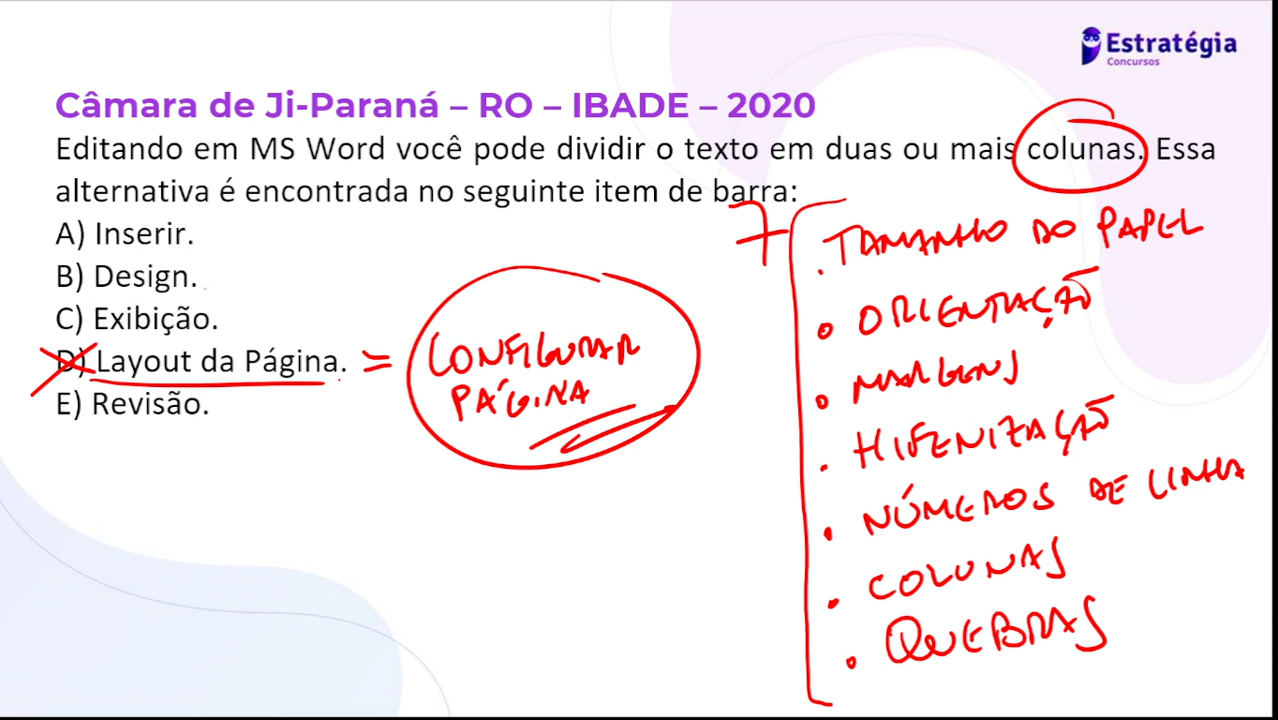 Estratégia
Concursos
Câmara de Ji-Paraná – RO – IBADE – 2020
Editando em MS Word você pode dividir o texto em duas ou mais colunas. Essa
alternativa é encontrada no seguinte item de barra:
A) Inserir.
B) Design.
C) Exibição.
D) Layout da Página. = CONFIGURAR
PÁGINA
E) Revisão.
7
. TAMANHO DO PAPEL
• ORIENTAÇÃO
• MARGENS
• HIFENIZAÇÃO
• NÚMEROS DE LINHA
• COLUNAS
• QUEBRAS